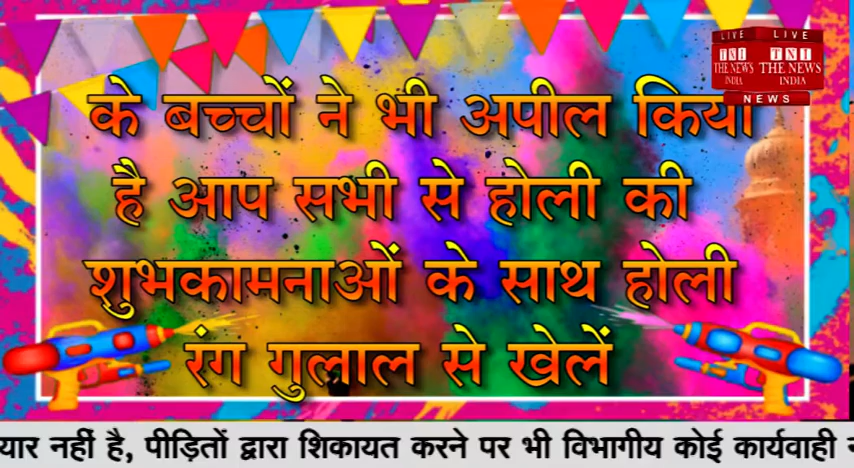 LIVE LIVE
TNI TNI
THE NEWS THE NEWS
INDIA INDIA
NEWS
के बच्चों ने भी अपील किया
है आप सभी से होली की
शुभकामनाओं के साथ होली
रंग गुलाल से खेलें
यार नहीं है, पीड़ितों द्वारा शिकायत करने पर भी विभागीय कोई कार्यवाही